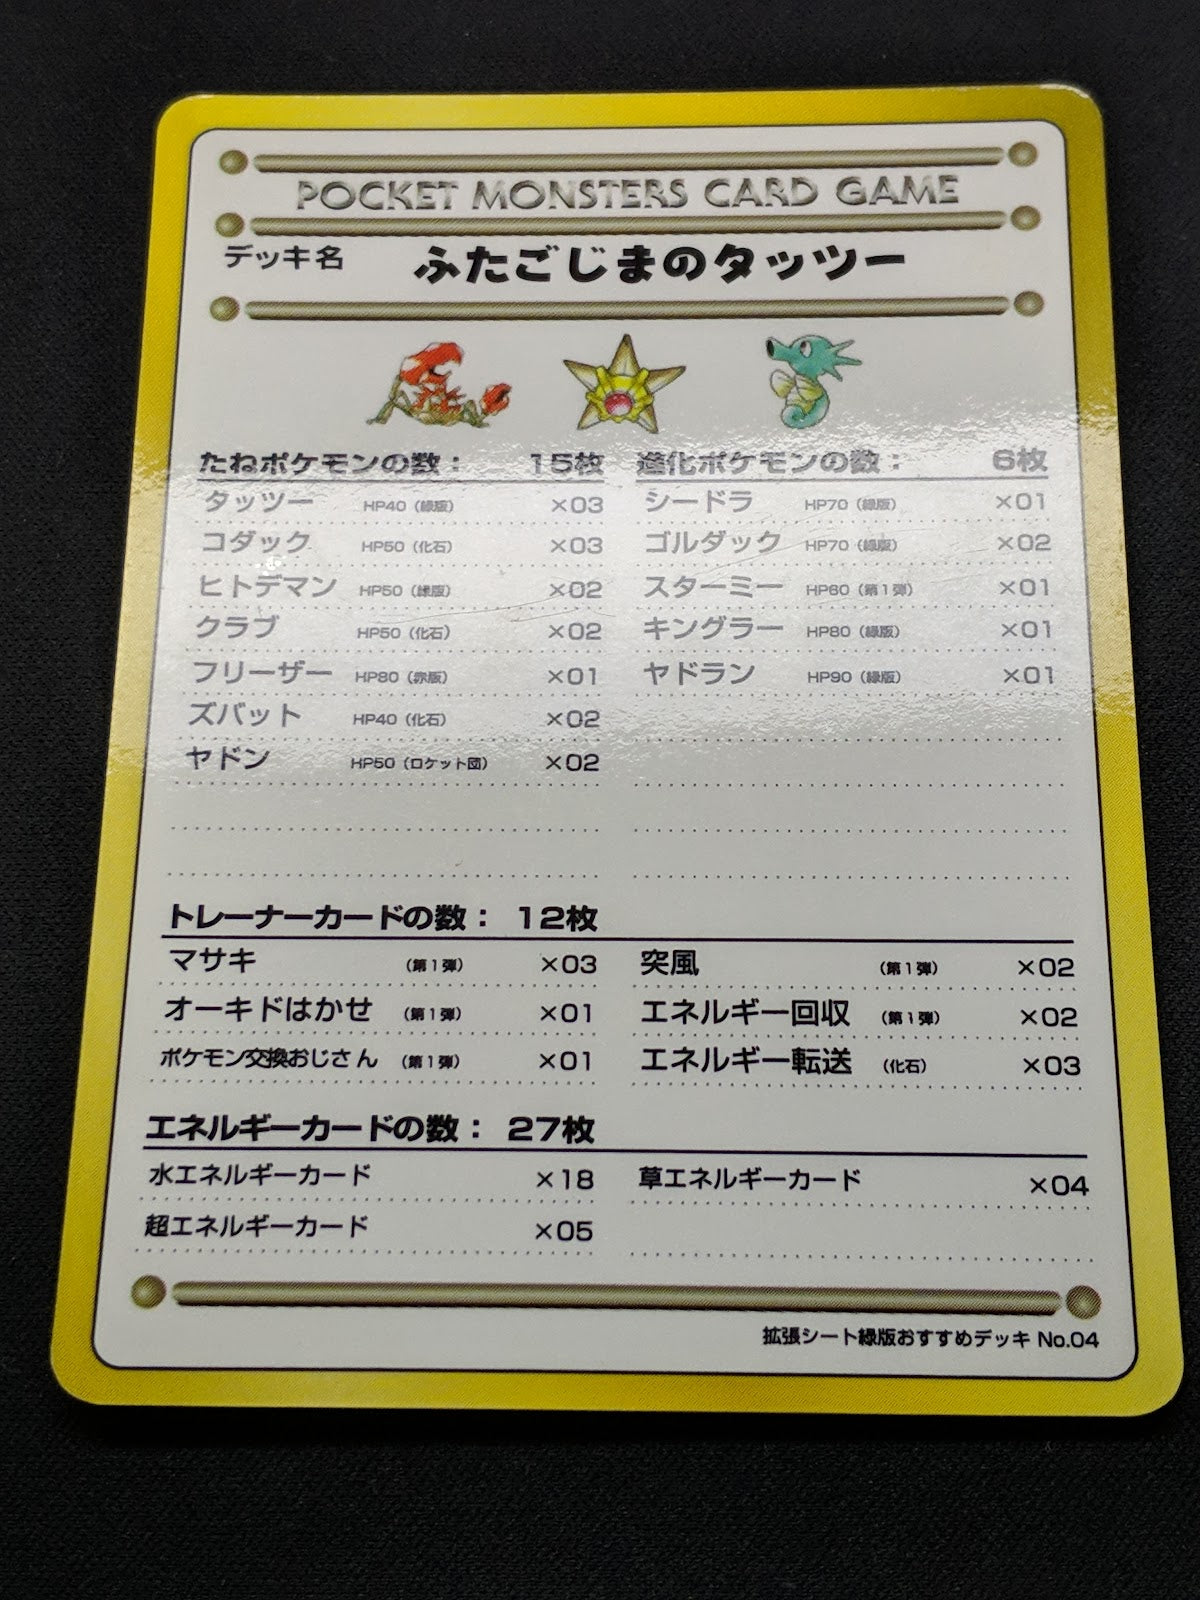 POCKET MONSTERS CARD GAME
デッキ名 ふたごじまのタッツー
たねポケモンの数: 15枚
タッツー HP40(緑版) ×03
コダック HP50(化石) ×03
ヒトデマン HP50(緑版) ×02
クラブ HP50(化石) ×02
フリーザー HP80(赤版) ×01
ズバット HP40(化石) ×02
ヤドン HP50(ロケット団) ×02
進化ポケモンの数: 6枚
シードラ HP70(緑版) ×01
ゴルダック HP70(緑版) ×02
スターミー HP60(第1弾) ×01
キングラー HP80(緑版) ×01
ヤドラン HP90(緑版) ×01
トレーナーカードの数: 12枚
マサキ (第1弾) ×03
オーキドはかせ (第1弾) ×01
ポケモン交換おじさん (第1弾) ×01
突風 (第1弾) ×02
エネルギー回収 (第1弾) ×02
エネルギー転送 (化石) ×03
エネルギーカードの数: 27枚
水エネルギーカード ×18
超エネルギーカード ×05
草エネルギーカード ×04
拡張シート緑版おすすめデッキ No.04